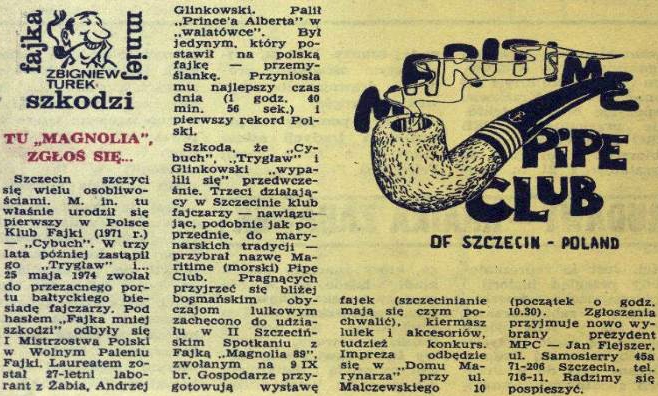 fajka
mniej
ZBIGNIEW
TUREK
szkodzi
TU „MAGNOLIA”,
ZGŁOŚ SIĘ...
Szczecin szczyci
się wielu osobliwo-
ściami. M. in. tu
właśnie urodził się
pierwszy w Polsce
Klub Fajki (1971 r.)
— „Cybuch”. W trzy
lata później zastąpił
go „Trygław” i...
25 maja 1974 zwołał
do przezacnego por-
tu bałtyckiego bie-
siadę fajczarzy. Pod
hasłem „Fajka mniej
szkodzi” odbyły się
I Mistrzostwa Polski
w Wolnym Paleniu
Fajki. Laureatem zo-
stał 27-letni labo-
rant z Żabia, Andrzej
Glinkowski. Palił
„Prince'a Alberta” w
„walatówce”. Był
jedynym, który po-
stawił na polską
fajkę — przemy-
ślankę. Przyniosła
mu najlepszy czas
dnia (1 godz. 40
min. 56 sek.) i
pierwszy rekord Pol-
ski.
Szkoda, że „Cy-
buch”, „Trygław” i
Glinkowski „wypa-
lili się” przedwcze-
śnie. Trzeci działają-
cy w Szczecinie klub
fajczarzy — nawiązu-
jąc, podobnie jak po-
przednie, do mary-
narskich tradycji —
przybrał nazwę Ma-
ritime (morski) Pipe
Club. Pragnących
przyjrzeć się bliżej
bosmańskim oby-
czajom lulkowym
zachęcono do udzia-
łu w II Szczeciń-
skim Spotkaniu z
Fajką „Magnolia 89”,
zwołanym na 9 IX
br. Gospodarze przy-
gotowują wystawę
MARITIME
PIPE
CLUB
OF SZCZECIN - POLAND
fajek (szczecinianie
mają się czym po-
chwalić), kiermasz
lulek i akcesoriów,
tudzież konkurs.
Impreza odbędzie
się w „Domu Ma-
rynarza” przy ul.
Malczewskiego 10
(początek o godz.
10.30). Zgłoszenia
przyjmuje nowo wy-
brany prezydent
MPC — Jan Flejszer,
ul. Samosierry 45a
71-206 Szczecin, tel.
716-11. Radzimy się
pospieszyć.